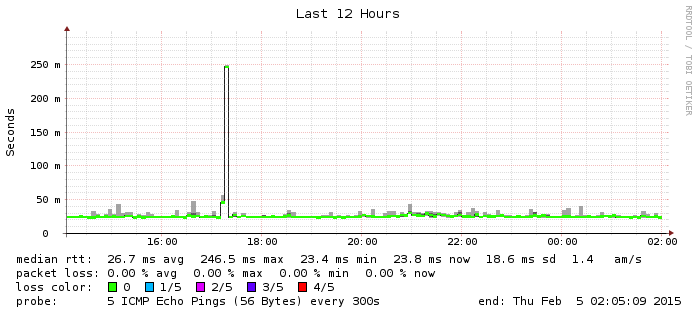 Last 12 Hours
RRDTOOL / TOBI OETIKER
Seconds
250 m
200 m
150 m
100 m
50 m
0
16:00 18:00 20:00 22:00 00:00 02:00
median rtt: 26.7 ms avg 246.5 ms max 23.4 ms min 23.8 ms now 18.6 ms sd 1.4 am/s
packet loss: 0.00 % avg 0.00 % max 0.00 % min 0.00 % now
loss color: 0 1/5 2/5 3/5 4/5
probe: 5 ICMP Echo Pings (56 Bytes) every 300s end: Thu Feb 5 02:05:09 2015